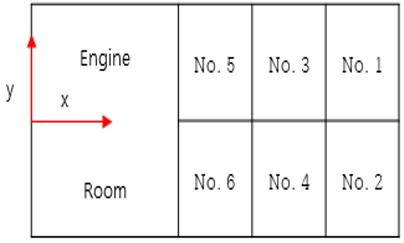 Engine
No. 5 No. 3 No. 1
y
x
Room
No. 6 No. 4 No. 2